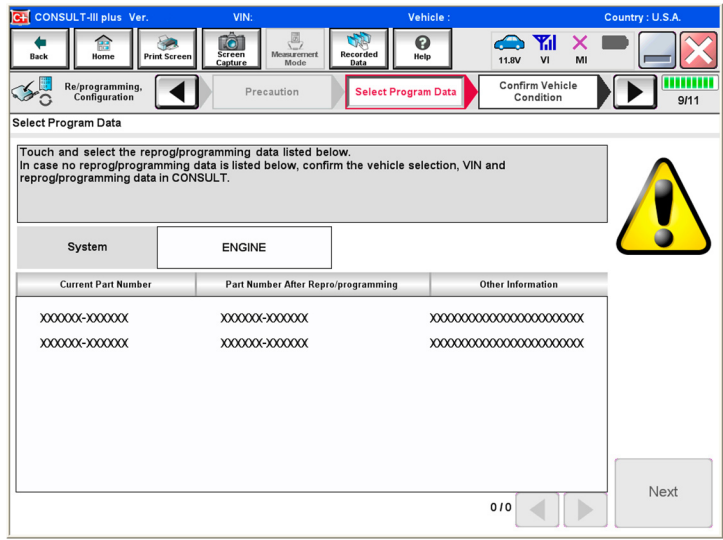 C+ CONSULT-III plus Ver. VIN: Vehicle : Country : U.S.A.
Back Home Print Screen Screen Capture Measurement Mode Recorded Data Help 11.8V VI MI
Re/programming, Configuration Precaution Select Program Data Confirm Vehicle Condition 9/11
Select Program Data
Touch and select the reprog/programming data listed below.
In case no reprog/programming data is listed below, confirm the vehicle selection, VIN and
reprog/programming data in CONSULT.
System ENGINE
Current Part Number Part Number After Repro/programming Other Information
XXXXXX-XXXXXX XXXXXX-XXXXXX XXXXXXXXXXXXXXXXXXXXXXXX
XXXXXX-XXXXXX XXXXXX-XXXXXX XXXXXXXXXXXXXXXXXXXXXXXX
0/0
Next